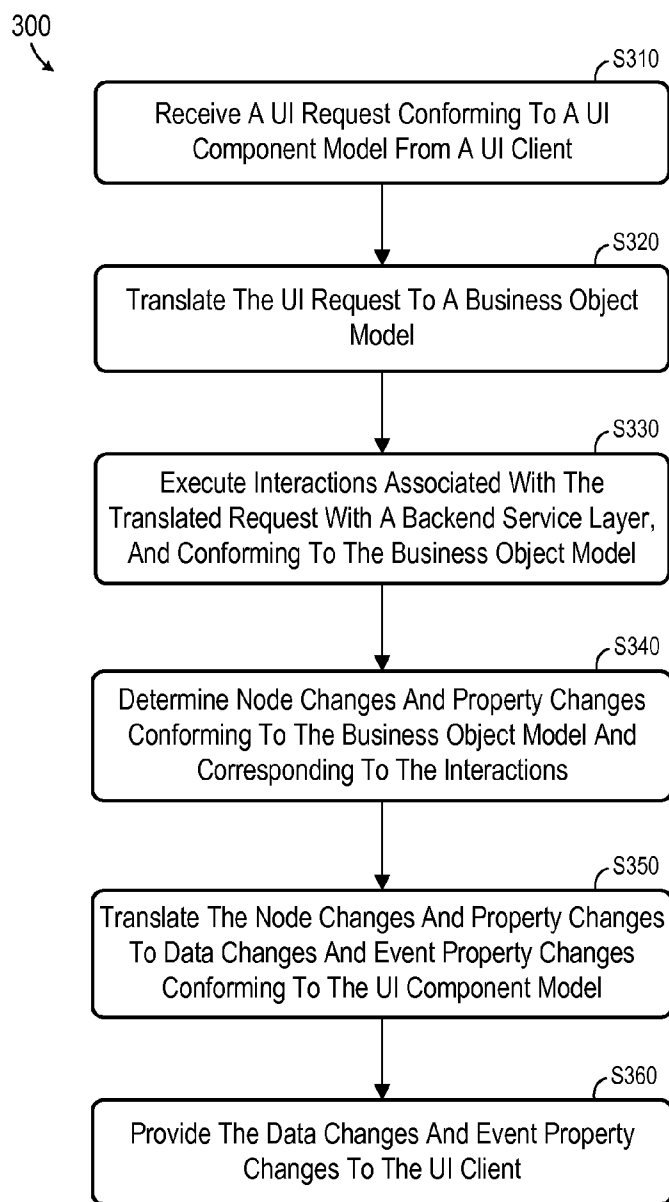 300
S310
Receive A UI Request Conforming To A UI
Component Model From A UI Client
S320
Translate The UI Request To A Business Object
Model
S330
Execute Interactions Associated With The
Translated Request With A Backend Service Layer,
And Conforming To The Business Object Model
S340
Determine Node Changes And Property Changes
Conforming To The Business Object Model And
Corresponding To The Interactions
S350
Translate The Node Changes And Property Changes
To Data Changes And Event Property Changes
Conforming To The UI Component Model
S360
Provide The Data Changes And Event Property
Changes To The UI Client